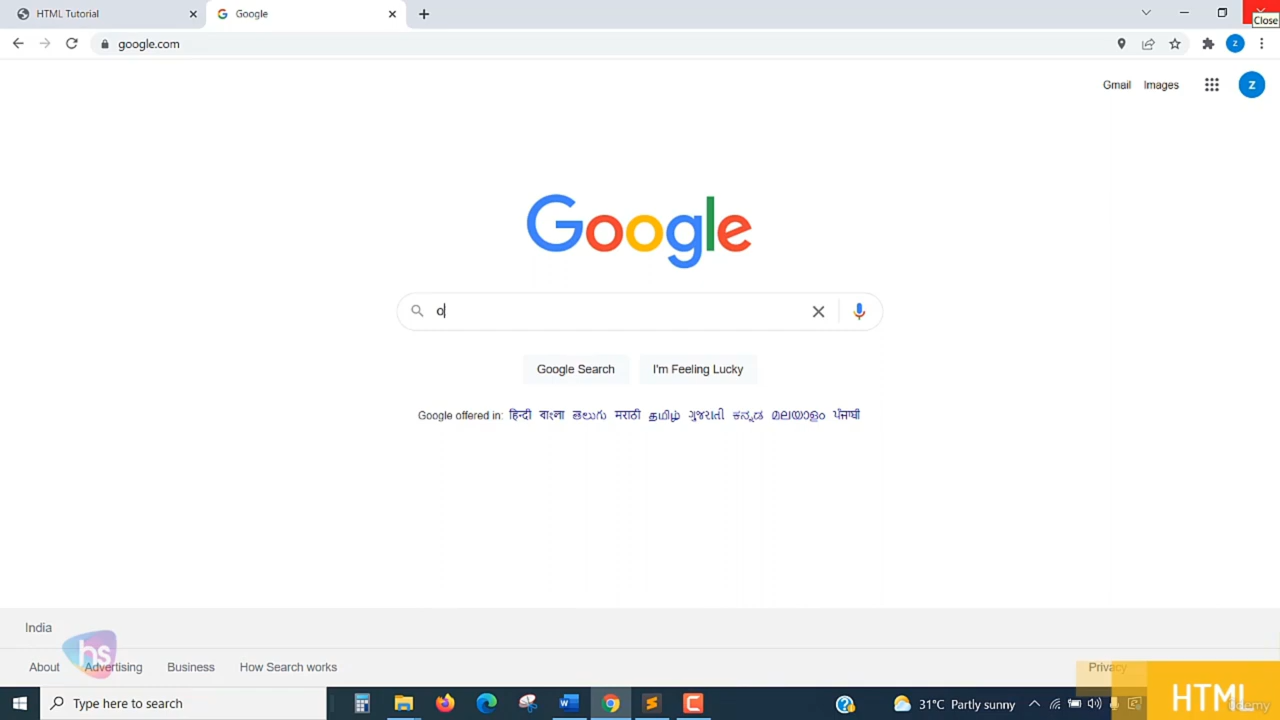 HTML Tutorial
Google
Close
google.com
Z
Gmail Images
Z
Google
o
Google Search I'm Feeling Lucky
Google offered in: हिन्दी বাংলা తెలుగు मराठी தமிழ் ગુજરાતી ಕನ್ನಡ മലയാളം ਪੰਜਾਬੀ
India
hs
About Advertising Business How Search works Privacy
Type here to search
31°C Partly sunny
HTML
Udemy